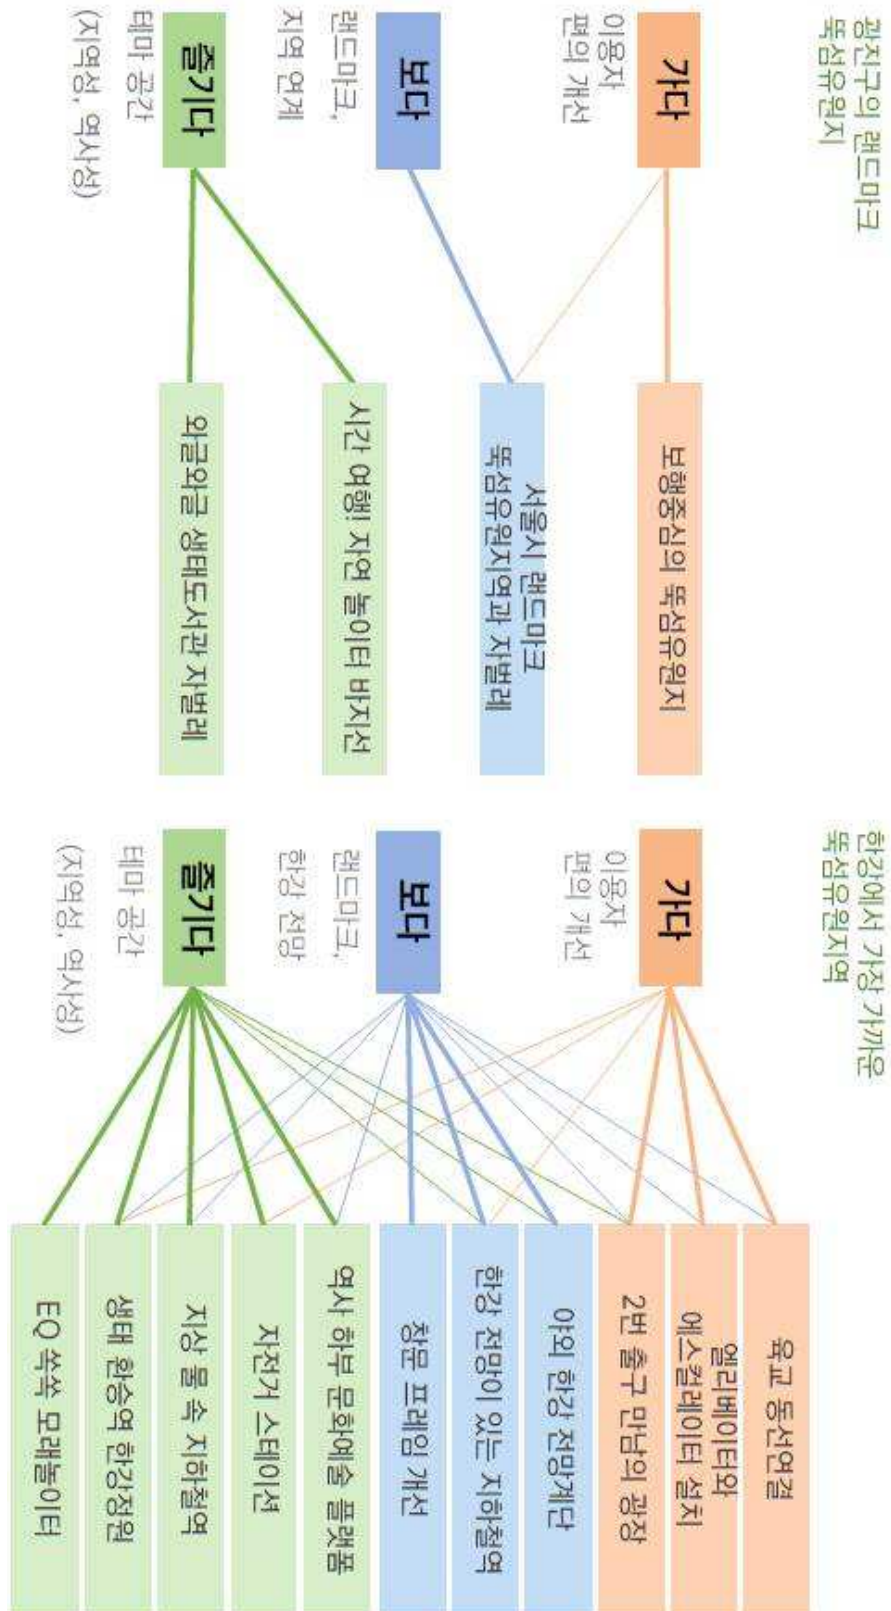 광진구의 랜드마크
뚝섬유원지
가다
이용자
편의 개선
보다
랜드마크,
지역 연계
즐기다
테마 공간
(지역성, 역사성)
보행중심의 뚝섬유원지
서울시 랜드마크
뚝섬유원지역과 자벌레
시간 여행! 자연 놀이터 바지선
와글와글 생태도서관 자벌레
한강에서 가장 가까운
뚝섬유원지역
가다
이용자
편의 개선
보다
랜드마크,
한강 전망
즐기다
테마 공간
(지역성, 역사성)
육교 동선연결
엘리베이터와
에스컬레이터 설치
2번 출구 만남의 광장
야외 한강 전망계단
한강 전망이 있는 지하철역
창문 프레임 개선
역사 하부 문화예술 플랫폼
자전거 스테이션
지상 물 속 지하철역
생태 환승역 한강정원
EQ 쑥쑥 모래놀이터